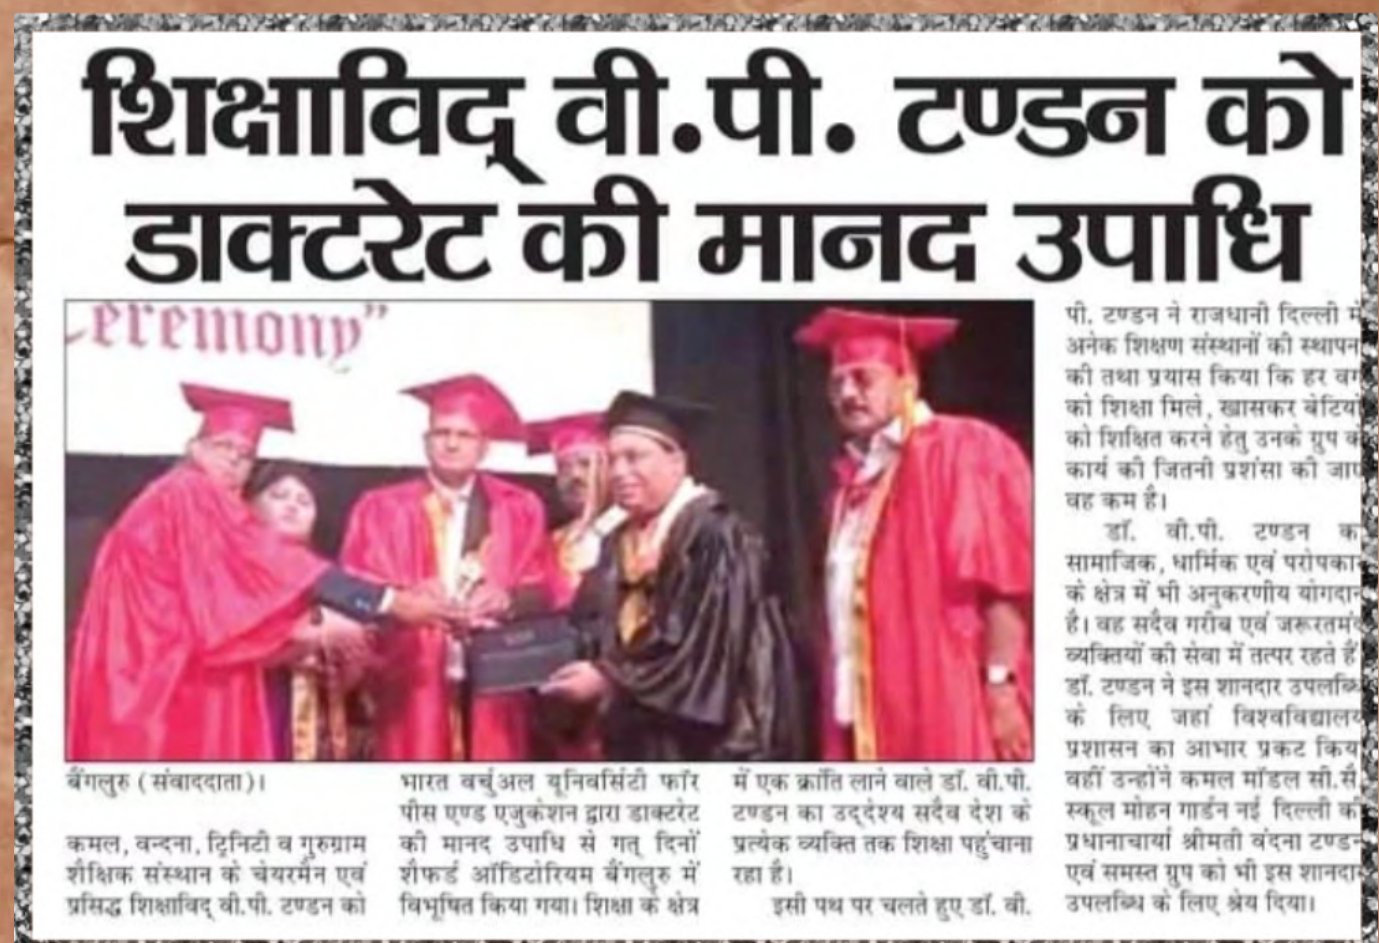 शिक्षाविद् वी.पी. टण्डन को
डाक्टरेट की मानद उपाधि
eremony”
बैंगलुरु (संवाददाता)।
कमल, वन्दना, ट्रिनिटी व गुरुग्राम
शैक्षिक संस्थान के चेयरमैन एवं
प्रसिद्ध शिक्षाविद् वी.पी. टण्डन को
भारत वर्चुअल यूनिवर्सिटी फॉर
पीस एण्ड एजुकेशन द्वारा डाक्टरेट
की मानद उपाधि से गत् दिनों
शैफर्ड ऑडिटोरियम बैंगलुरु में
विभूषित किया गया। शिक्षा के क्षेत्र
में एक क्रांति लाने वाले डॉ. वी.पी.
टण्डन का उद्देश्य सदैव देश के
प्रत्येक व्यक्ति तक शिक्षा पहुंचाना
रहा है।
इसी पथ पर चलते हुए डॉ. वी.
पी. टण्डन ने राजधानी दिल्ली में
अनेक शिक्षण संस्थानों की स्थापन
की तथा प्रयास किया कि हर वर्ग
को शिक्षा मिले, खासकर बेटियों
को शिक्षित करने हेतु उनके ग्रुप के
कार्य की जितनी प्रशंसा की जाए
वह कम है।
डॉ. वी.पी. टण्डन का
सामाजिक, धार्मिक एवं परोपकार
के क्षेत्र में भी अनुकरणीय योगदान
है। वह सदैव गरीब एवं जरूरतमंद
व्यक्तियों की सेवा में तत्पर रहते हैं
डॉ. टण्डन ने इस शानदार उपलब्धि
के लिए जहां विश्वविद्यालय
प्रशासन का आभार प्रकट किय
वहीं उन्होंने कमल मॉडल सी.सै.
स्कूल मोहन गार्डन नई दिल्ली की
प्रधानाचार्या श्रीमती वंदना टण्डन
एवं समस्त ग्रुप को भी इस शानदार
उपलब्धि के लिए श्रेय दिया।